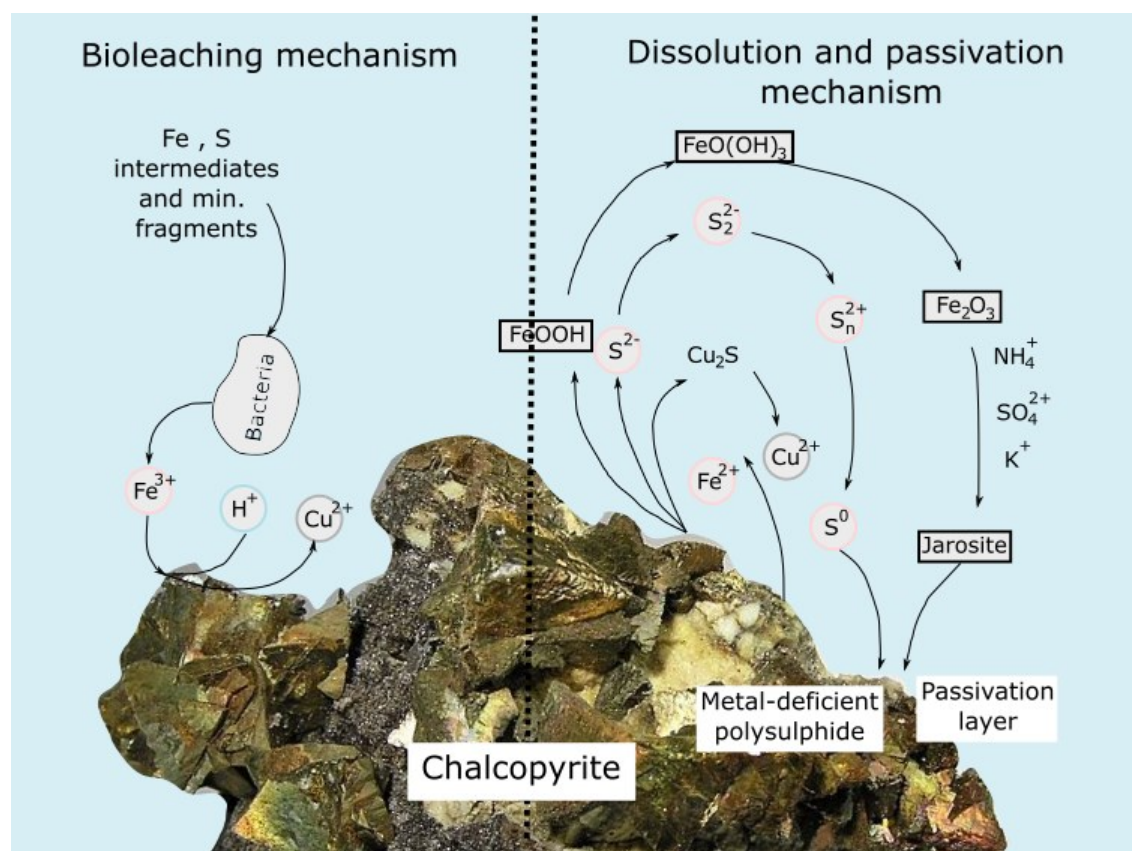 Bioleaching mechanism
Fe , S
intermediates
and min.
fragments
Bacteria
Fe³⁺
H⁺
Cu²⁺
Dissolution and passivation
mechanism
FeO(OH)₃
S₂²⁻
FeOOH
S²⁻
Sₙ²⁺
Fe₂O₃
Cu₂S
NH₄⁺
SO₄²⁺
K⁺
Cu²⁺
Fe²⁺
S⁰
Jarosite
Metal-deficient
polysulphide
Passivation
layer
Chalcopyrite